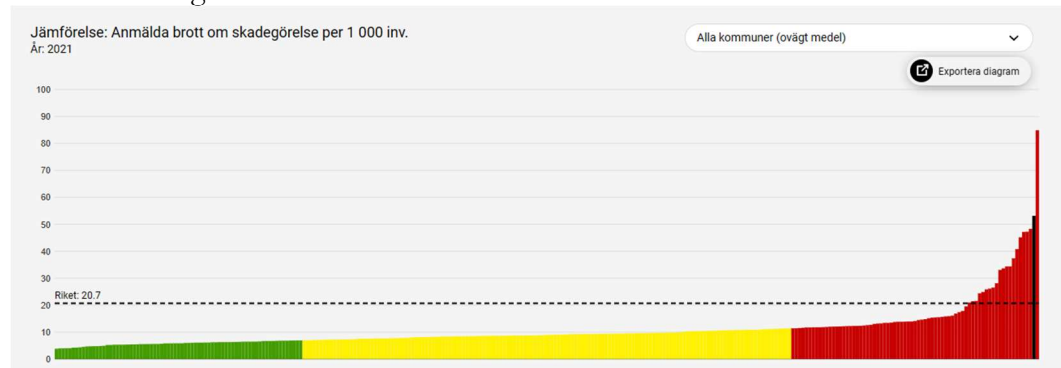 Jämförelse: Anmälda brott om skadegörelse per 1 000 inv.
År: 2021
Alla kommuner (ovägt medel)
Exportera diagram
100
90
80
70
60
50
40
30
Riket: 20.7
20
10
0